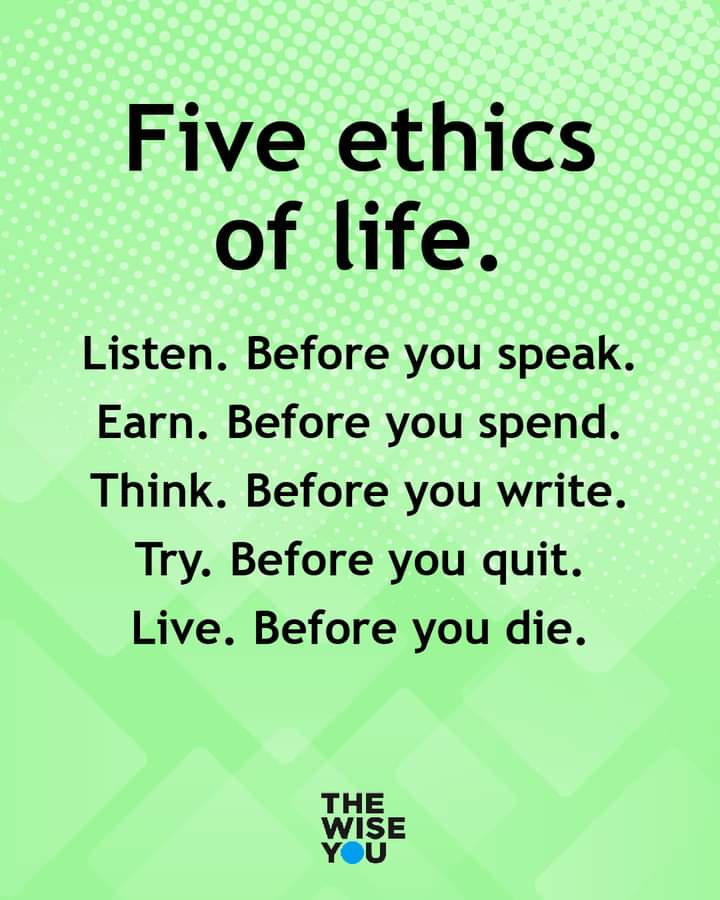 Five ethics
of life.
Listen. Before you speak.
Earn. Before you spend.
Think. Before you write.
Try. Before you quit.
Live. Before you die.
THE
WISE
YOU